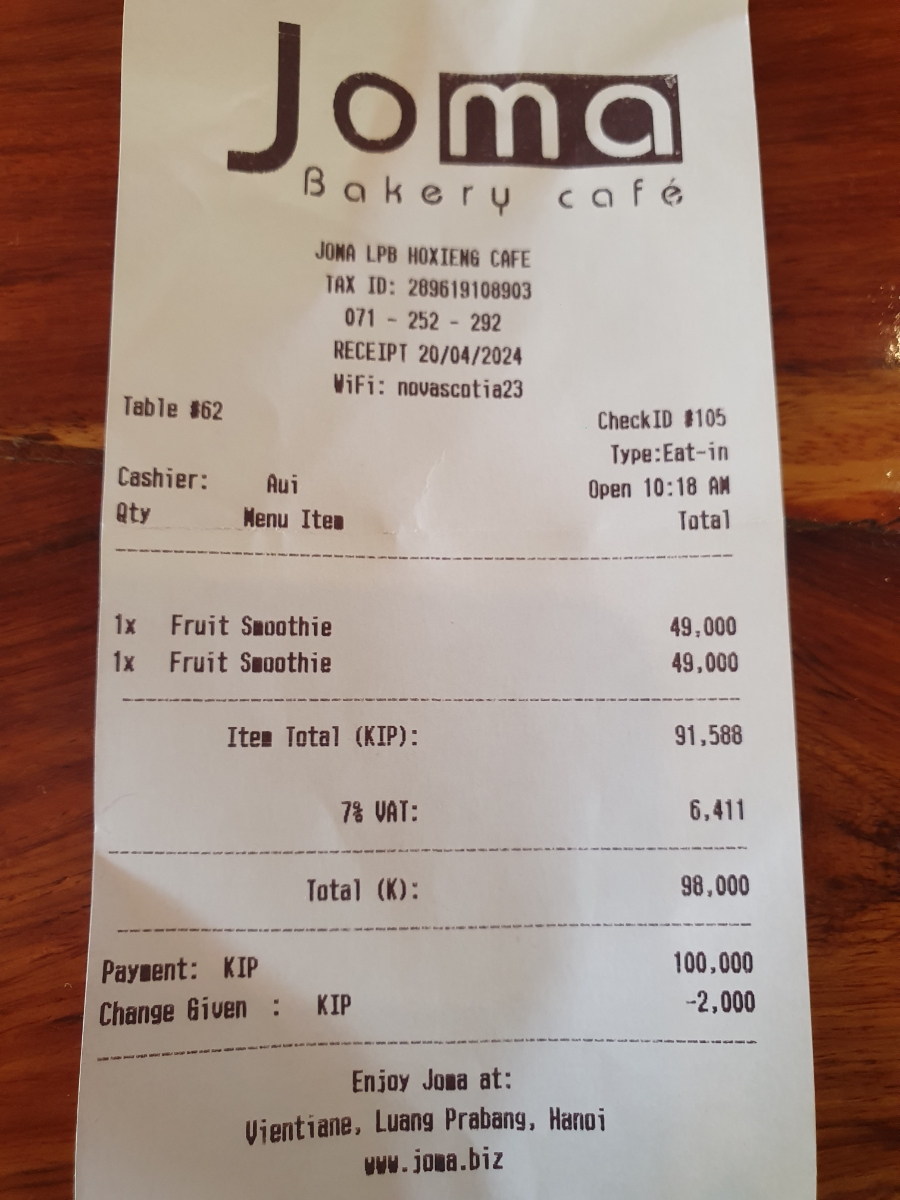 Joma
Bakery café
JOMA LPB HOXIENG CAFE
TAX ID: 289619108903
071 - 252 - 292
RECEIPT 20/04/2024
WiFi: novascotia23
Table #62
CheckID #105
Type:Eat-in
Cashier: Aui Open 10:18 AM
Qty Menu Item Total
1x Fruit Smoothie 49,000
1x Fruit Smoothie 49,000
Item Total (KIP): 91,588
7% VAT: 6,411
Total (K): 98,000
Payment: KIP 100,000
Change Given : KIP -2,000
Enjoy Joma at:
Vientiane, Luang Prabang, Hanoi
www.joma.biz